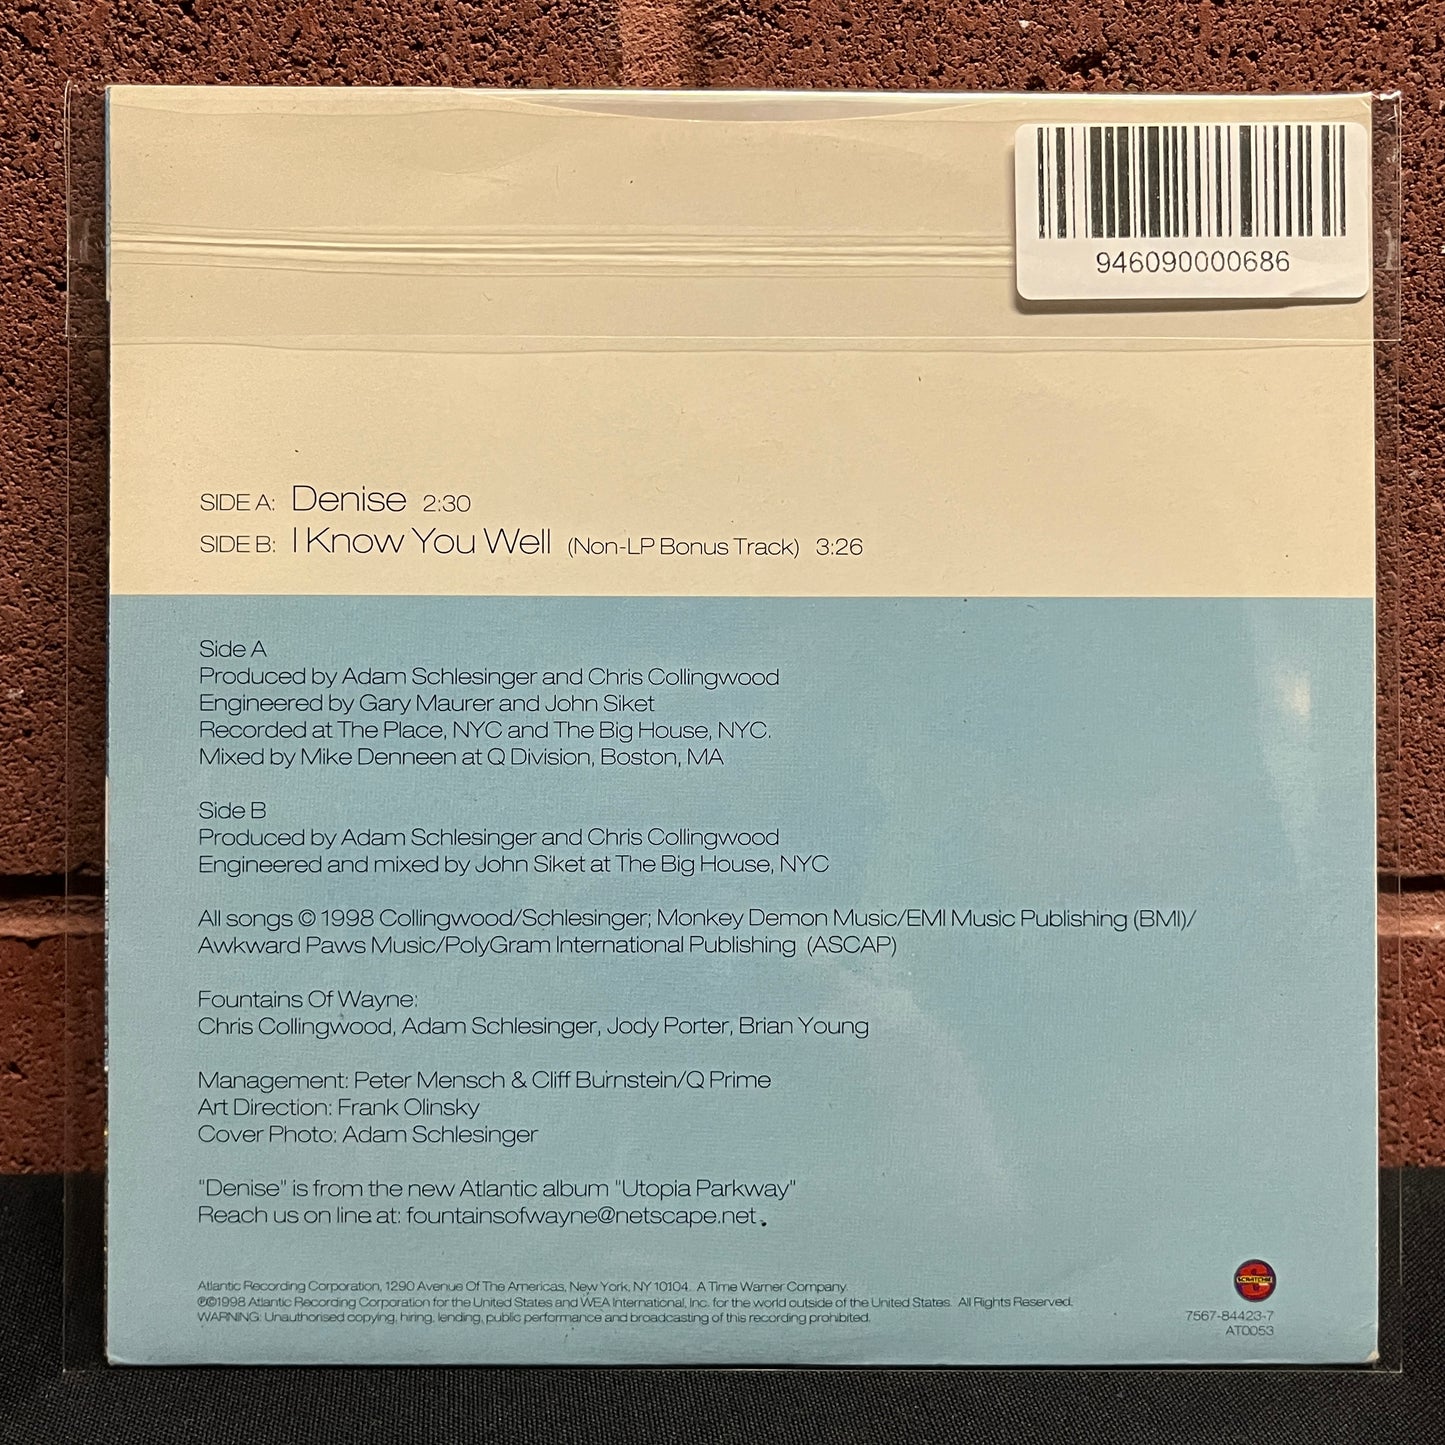 946090000686
SIDE A: Denise 2:30
SIDE B: I Know You Well (Non-LP Bonus Track) 3:26
Side A
Produced by Adam Schlesinger and Chris Collingwood
Engineered by Gary Maurer and John Siket
Recorded at The Place, NYC and The Big House, NYC.
Mixed by Mike Denneen at Q Division, Boston, MA
Side B
Produced by Adam Schlesinger and Chris Collingwood
Engineered and mixed by John Siket at The Big House, NYC
All songs © 1998 Collingwood/Schlesinger; Monkey Demon Music/EMI Music Publishing (BMI)/
Awkward Paws Music/PolyGram International Publishing (ASCAP)
Fountains Of Wayne:
Chris Collingwood, Adam Schlesinger, Jody Porter, Brian Young
Management: Peter Mensch & Cliff Burnstein/Q Prime
Art Direction: Frank Olinsky
Cover Photo: Adam Schlesinger
"Denise" is from the new Atlantic album "Utopia Parkway"
Reach us on line at: fountainsofwayne@netscape.net.
Atlantic Recording Corporation, 1290 Avenue Of The Americas, New York, NY 10104. A Time Warner Company.
℗©1998 Atlantic Recording Corporation for the United States and WEA International, Inc. for the world outside of the United States. All Rights Reserved.
WARNING: Unauthorised copying, hiring, lending, public performance and broadcasting of this recording prohibited.
SCRATCHIE
7567-84423-7
AT0053